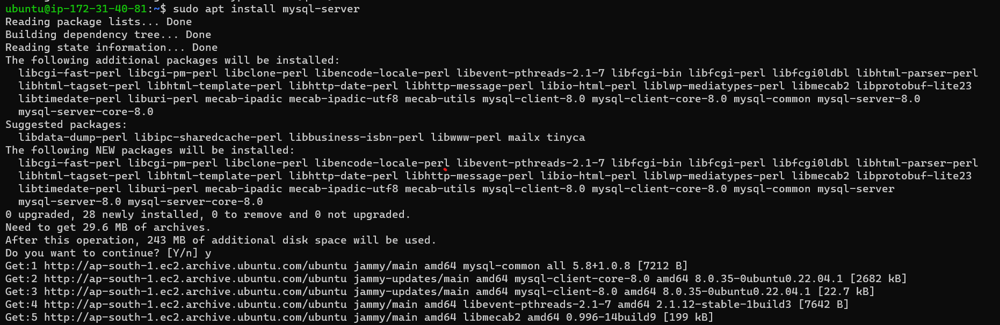 ubuntu@ip-172-31-40-81:~$ sudo apt install mysql-server
Reading package lists... Done
Building dependency tree... Done
Reading state information... Done
The following additional packages will be installed:
  libcgi-fast-perl libcgi-pm-perl libclone-perl libencode-locale-perl libevent-pthreads-2.1-7 libfcgi-bin libfcgi-perl libfcgi0ldbl libhtml-parser-perl
  libhtml-tagset-perl libhtml-template-perl libhttp-date-perl libhttp-message-perl libio-html-perl liblwp-mediatypes-perl libmecab2 libprotobuf-lite23
  libtimedate-perl liburi-perl mecab-ipadic mecab-ipadic-utf8 mecab-utils mysql-client-8.0 mysql-client-core-8.0 mysql-common mysql-server-8.0
  mysql-server-core-8.0
Suggested packages:
  libdata-dump-perl libipc-sharedcache-perl libbusiness-isbn-perl libwww-perl mailx tinyca
The following NEW packages will be installed:
  libcgi-fast-perl libcgi-pm-perl libclone-perl libencode-locale-perl libevent-pthreads-2.1-7 libfcgi-bin libfcgi-perl libfcgi0ldbl libhtml-parser-perl
  libhtml-tagset-perl libhtml-template-perl libhttp-date-perl libhttp-message-perl libio-html-perl liblwp-mediatypes-perl libmecab2 libprotobuf-lite23
  libtimedate-perl liburi-perl mecab-ipadic mecab-ipadic-utf8 mecab-utils mysql-client-8.0 mysql-client-core-8.0 mysql-common mysql-server
  mysql-server-8.0 mysql-server-core-8.0
0 upgraded, 28 newly installed, 0 to remove and 0 not upgraded.
Need to get 29.6 MB of archives.
After this operation, 243 MB of additional disk space will be used.
Do you want to continue? [Y/n] y
Get:1 http://ap-south-1.ec2.archive.ubuntu.com/ubuntu jammy/main amd64 mysql-common all 5.8+1.0.8 [7212 B]
Get:2 http://ap-south-1.ec2.archive.ubuntu.com/ubuntu jammy-updates/main amd64 mysql-client-core-8.0 amd64 8.0.35-0ubuntu0.22.04.1 [2682 kB]
Get:3 http://ap-south-1.ec2.archive.ubuntu.com/ubuntu jammy-updates/main amd64 mysql-client-8.0 amd64 8.0.35-0ubuntu0.22.04.1 [22.7 kB]
Get:4 http://ap-south-1.ec2.archive.ubuntu.com/ubuntu jammy/main amd64 libevent-pthreads-2.1-7 amd64 2.1.12-stable-1build3 [7642 B]
Get:5 http://ap-south-1.ec2.archive.ubuntu.com/ubuntu jammy/main amd64 libmecab2 amd64 0.996-14build9 [199 kB]